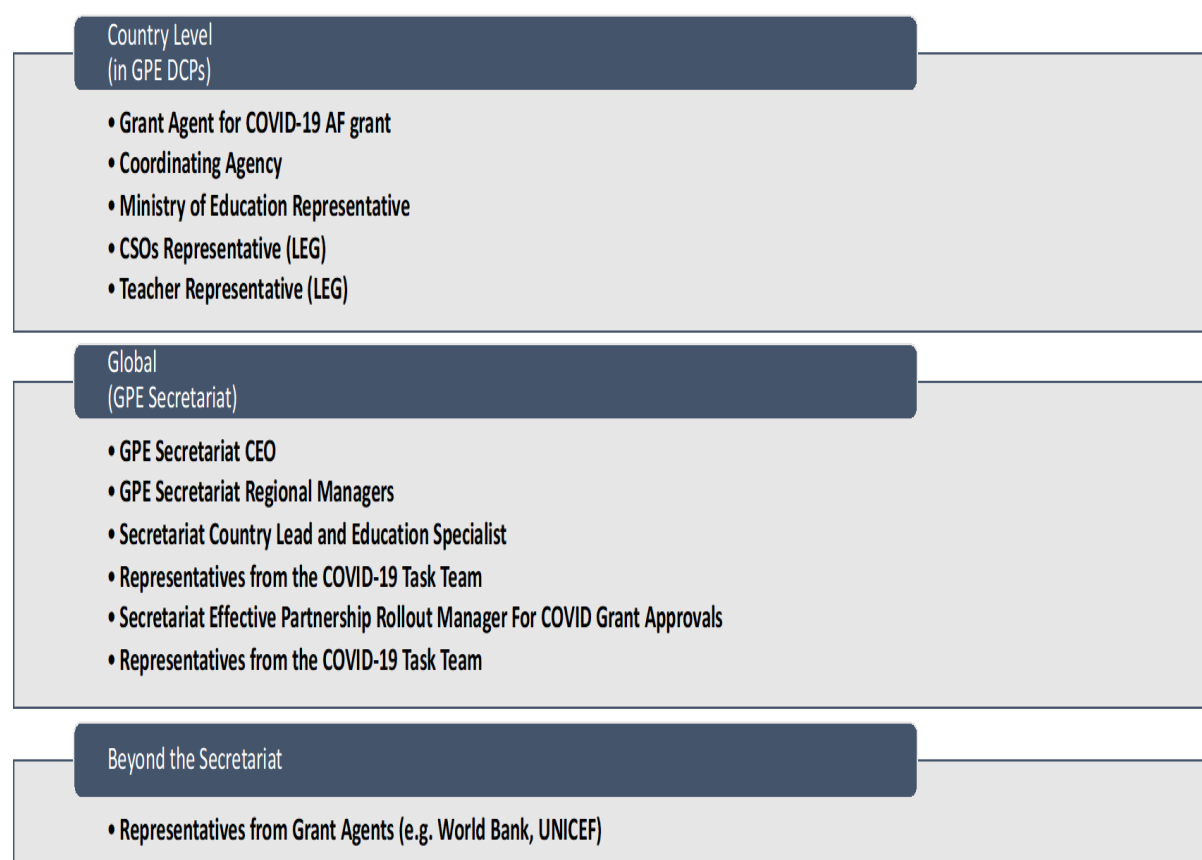 Country Level
(in GPE DCPs)
• Grant Agent for COVID-19 AF grant
• Coordinating Agency
• Ministry of Education Representative
• CSOs Representative (LEG)
• Teacher Representative (LEG)
Global
(GPE Secretariat)
• GPE Secretariat CEO
• GPE Secretariat Regional Managers
• Secretariat Country Lead and Education Specialist
• Representatives from the COVID-19 Task Team
• Secretariat Effective Partnership Rollout Manager For COVID Grant Approvals
• Representatives from the COVID-19 Task Team
Beyond the Secretariat
• Representatives from Grant Agents (e.g. World Bank, UNICEF)